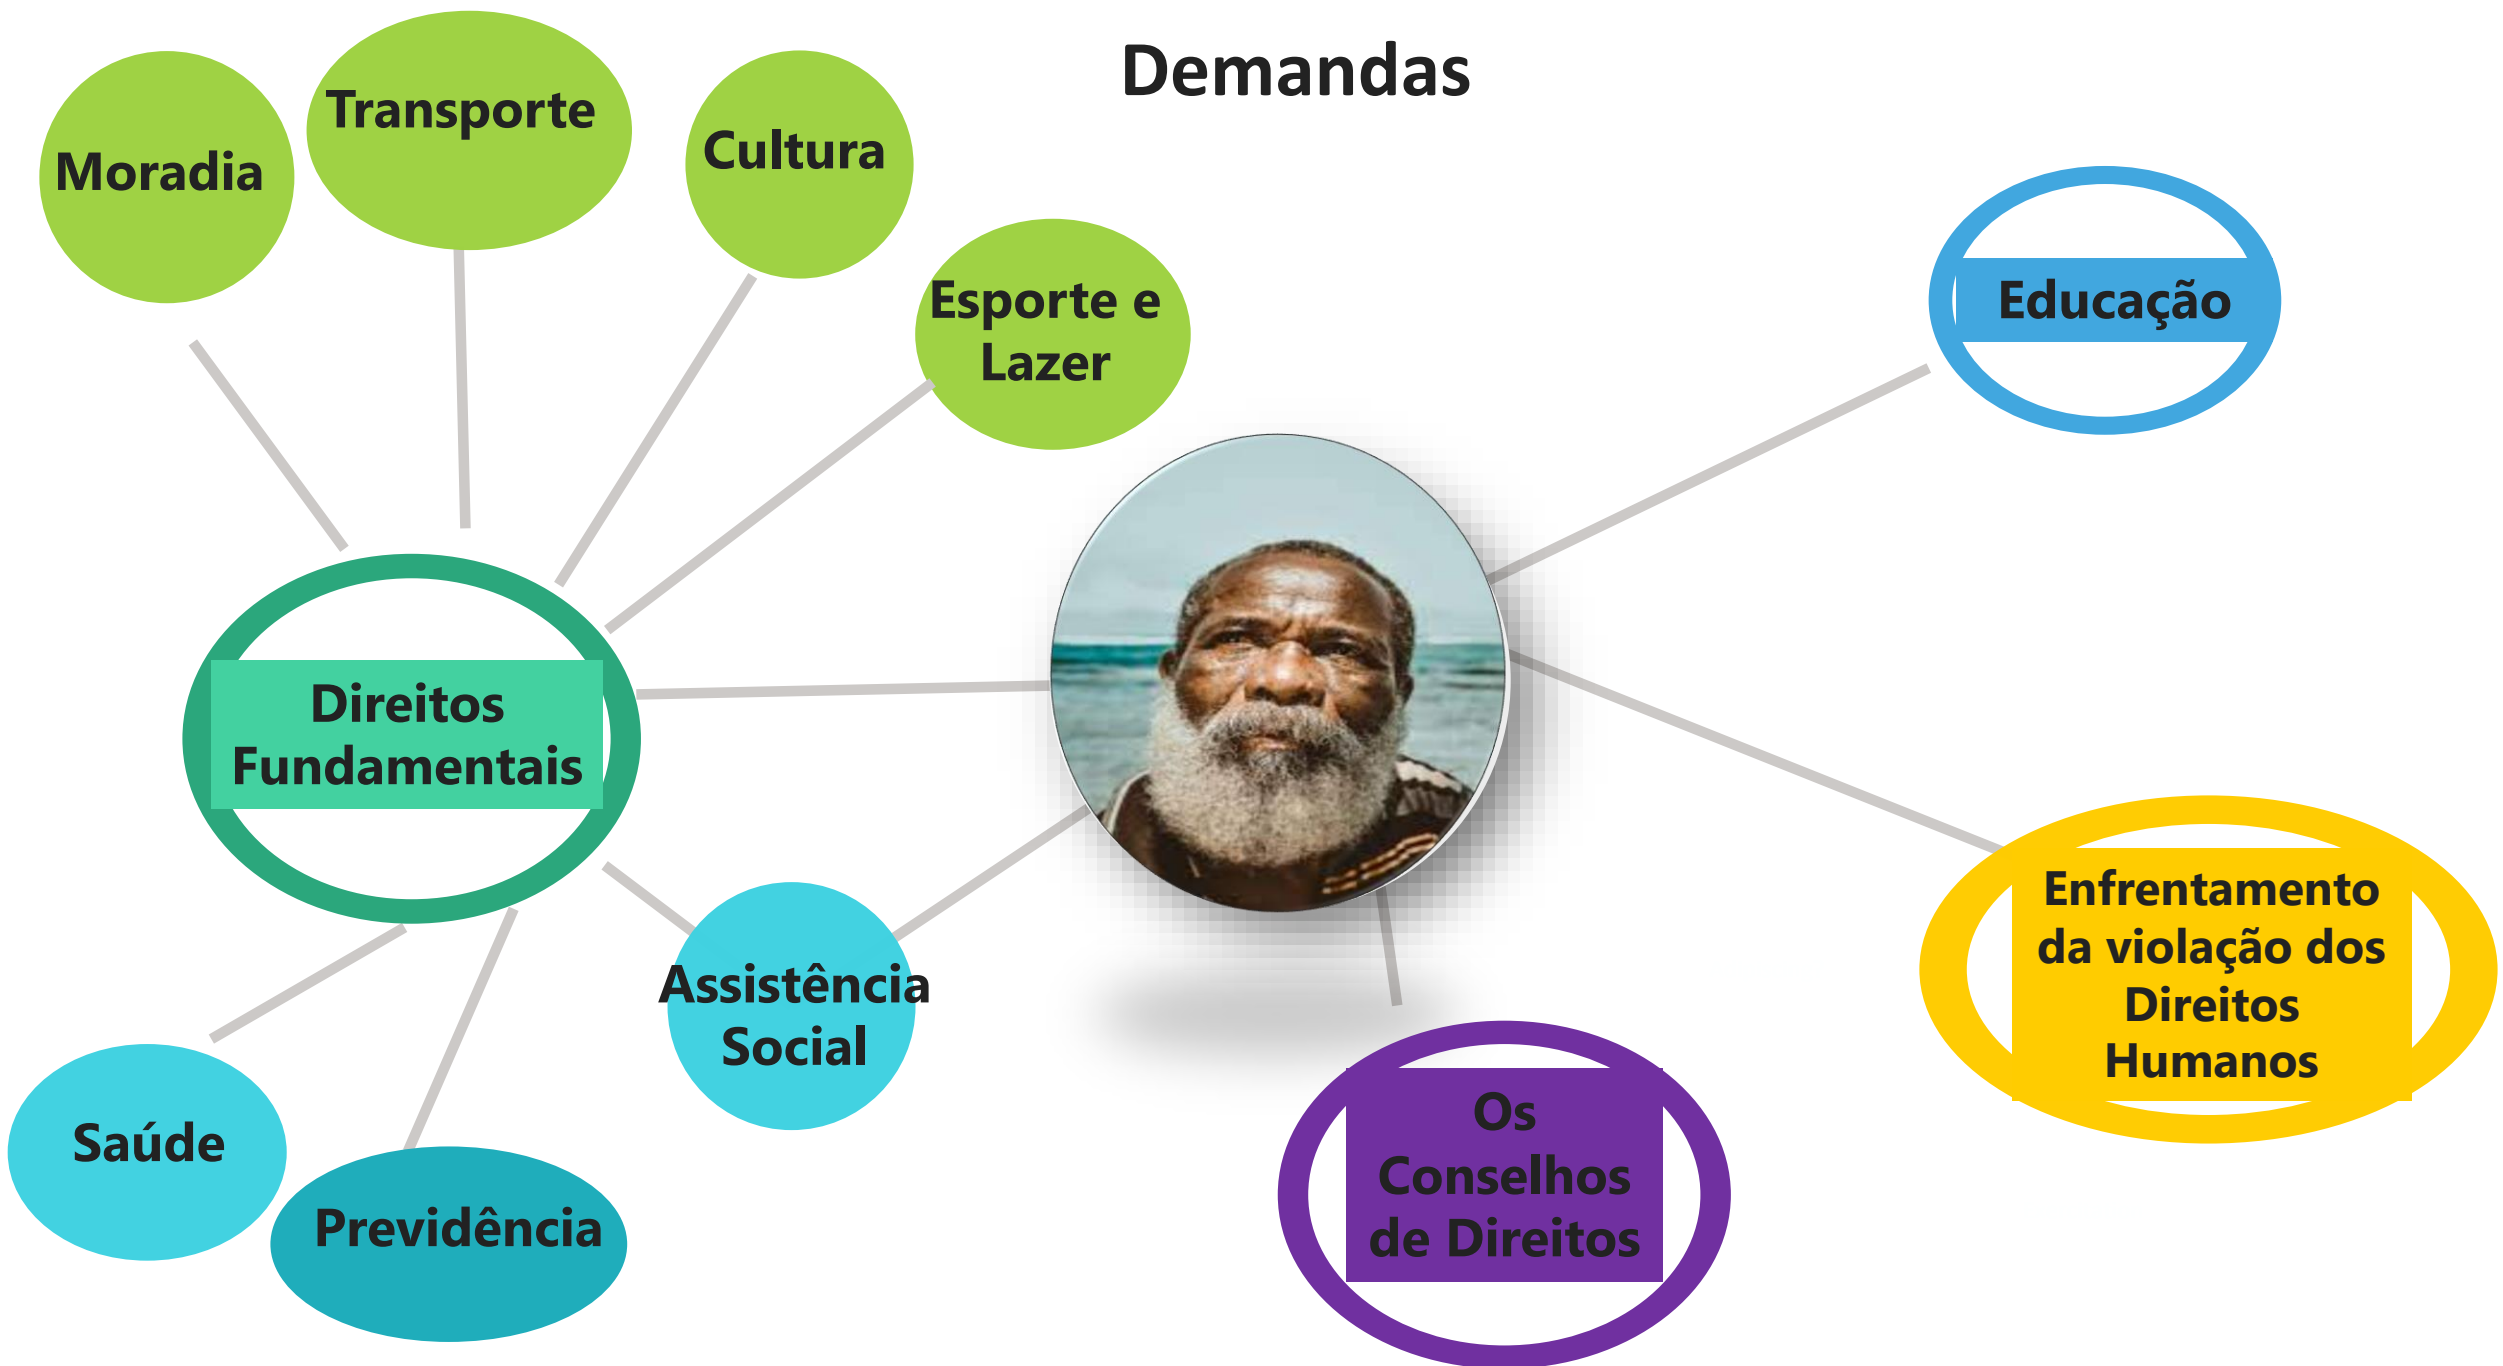 Demandas
Moradia
Transporte
Cultura
Esporte e
Lazer
Educação
Direitos
Fundamentais
Assistência
Social
Saúde
Previdência
Os
Conselhos
de Direitos
Enfrentamento
da violação dos
Direitos
Humanos